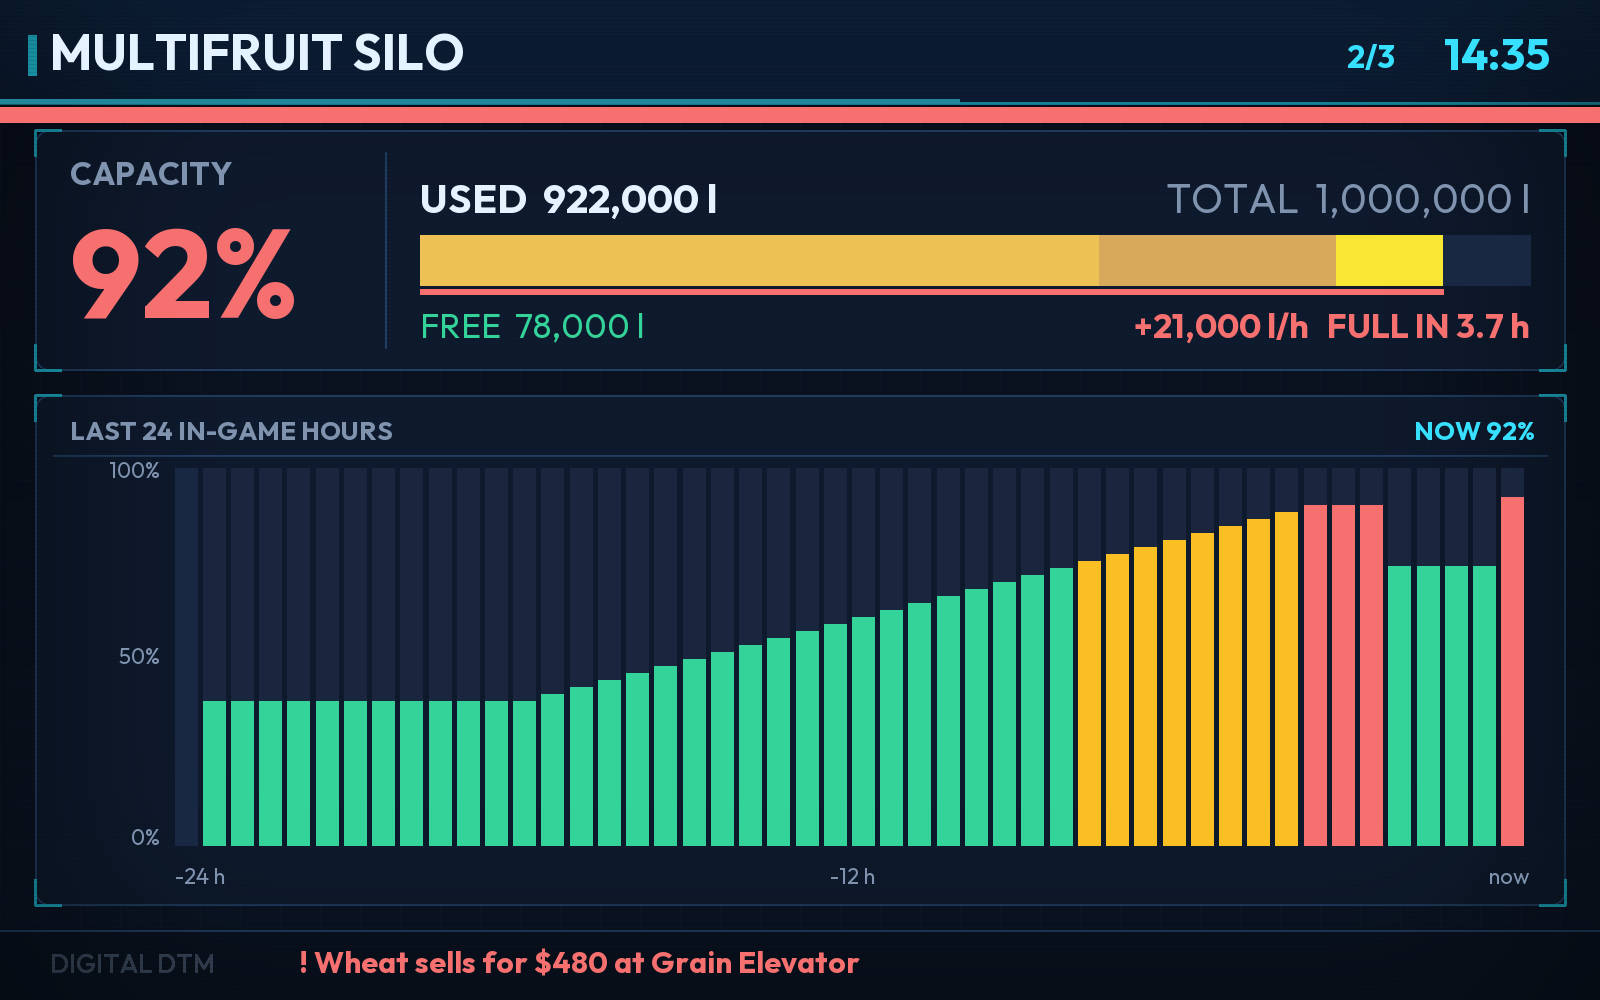 MULTIFRUIT SILO
2/3 14:35
CAPACITY
92%
USED 922,000 l
TOTAL 1,000,000 l
FREE 78,000 l
+21,000 l/h FULL IN 3.7 h
LAST 24 IN-GAME HOURS
NOW 92%
100%
50%
0%
-24 h
-12 h
now
DIGITAL DTM
! Wheat sells for $480 at Grain Elevator